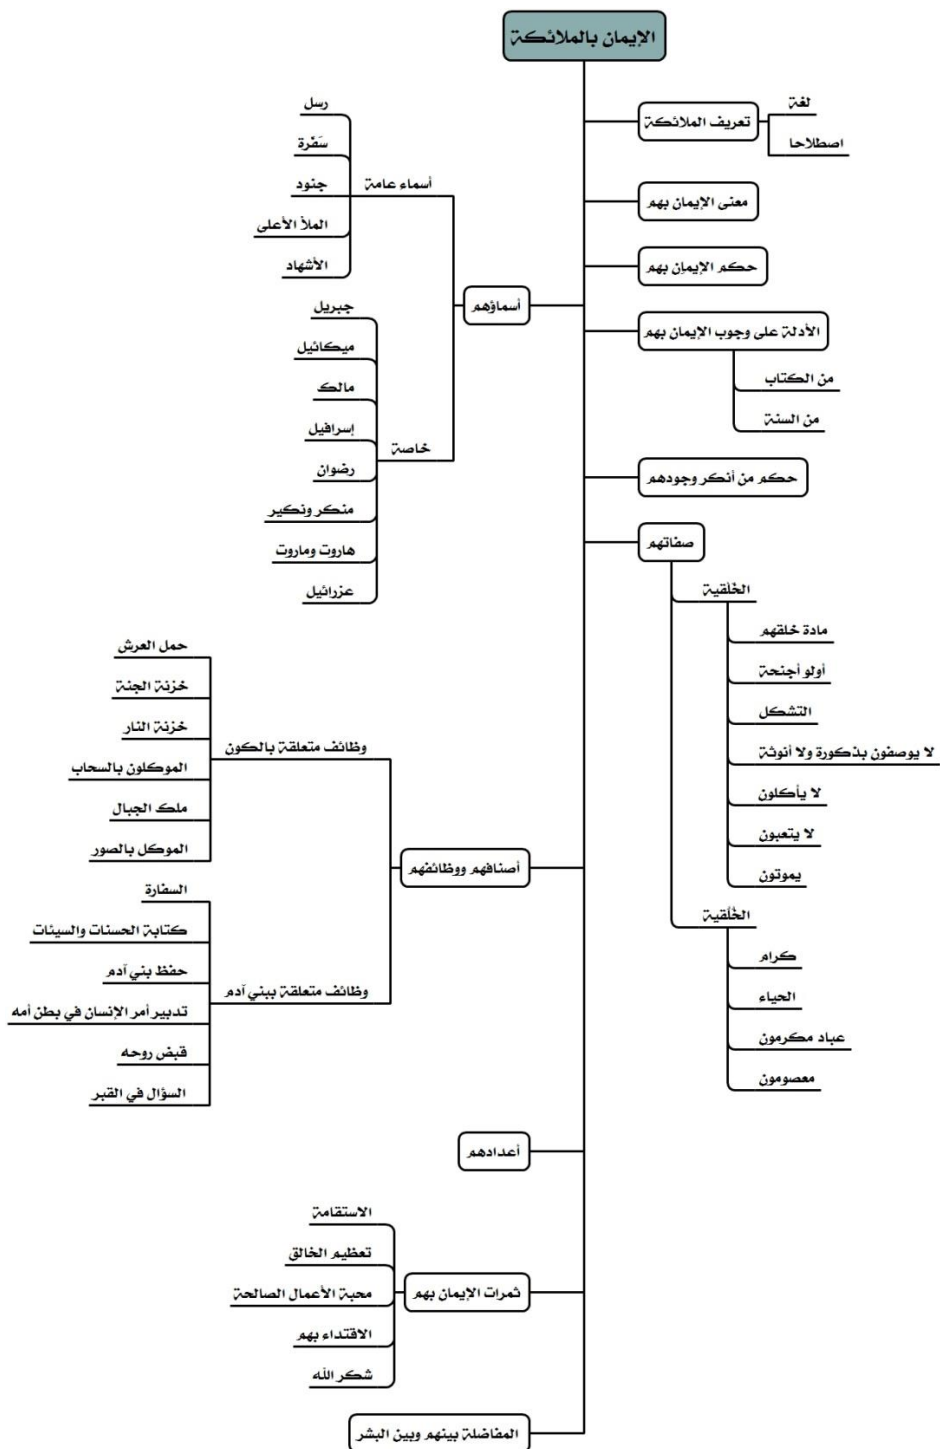 الإيمان بالملائكة
تعريف الملائكة
لغة
اصطلاحا
معنى الإيمان بهم
حكم الإيمان بهم
الأدلة على وجوب الإيمان بهم
من الكتاب
من السنة
حكم من أنكر وجودهم
صفاتهم
الخَلْقية
مادة خلقهم
أولو أجنحة
التشكل
لا يوصفون بذكورة ولا أنوثة
لا يأكلون
لا يتعبون
يموتون
الخُلُقية
كرام
الحياء
عباد مكرمون
معصومون
أسماؤهم
أسماء عامة
رسل
سَفَرة
جنود
الملأ الأعلى
الأشهاد
خاصة
جبريل
ميكائيل
مالك
إسرافيل
رضوان
منكر ونكير
هاروت وماروت
عزرائيل
أصنافهم ووظائفهم
وظائف متعلقة بالكون
حمل العرش
خزنة الجنة
خزنة النار
الموكلون بالسحاب
ملك الجبال
الموكل بالصور
وظائف متعلقة ببني آدم
السفارة
كتابة الحسنات والسيئات
حفظ بني آدم
تدبير أمر الإنسان في بطن أمه
قبض روحه
السؤال في القبر
أعدادهم
ثمرات الإيمان بهم
الاستقامة
تعظيم الخالق
محبة الأعمال الصالحة
الاقتداء بهم
شكر الله
المفاضلة بينهم وبين البشر